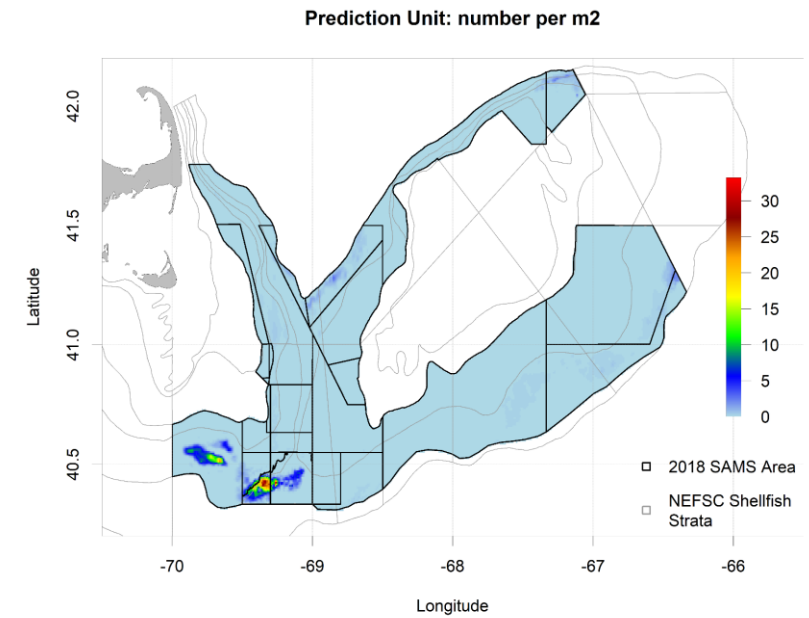 Prediction Unit: number per m2
Latitude
42.0
41.5
41.0
40.5
30
25
20
15
10
5
0
2018 SAMS Area
NEFSC Shellfish
Strata
-70
-69
-68
-67
-66
Longitude